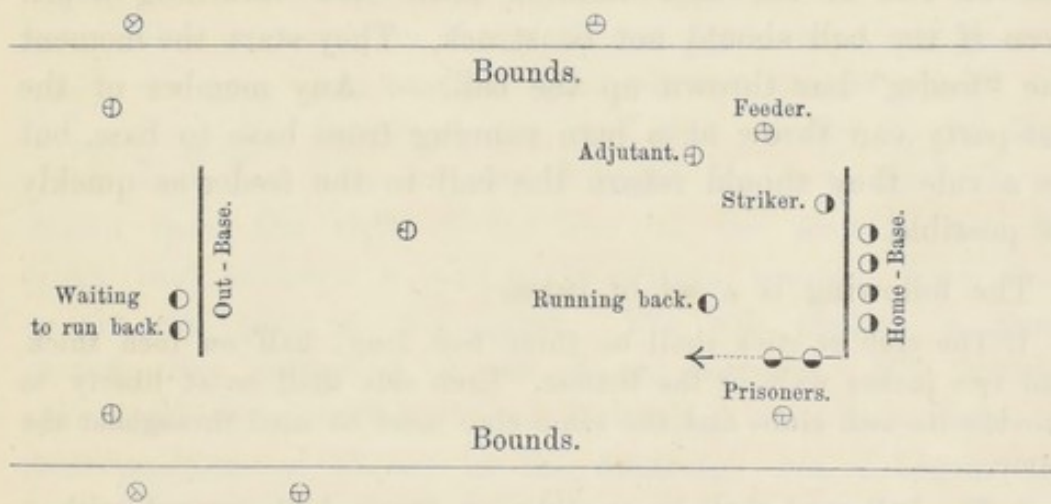 Bounds.
Feeder.
Adjutant.
Striker.
Out - Base.
Home - Base.
Waiting
to run back.
Running back.
Prisoners.
Bounds.